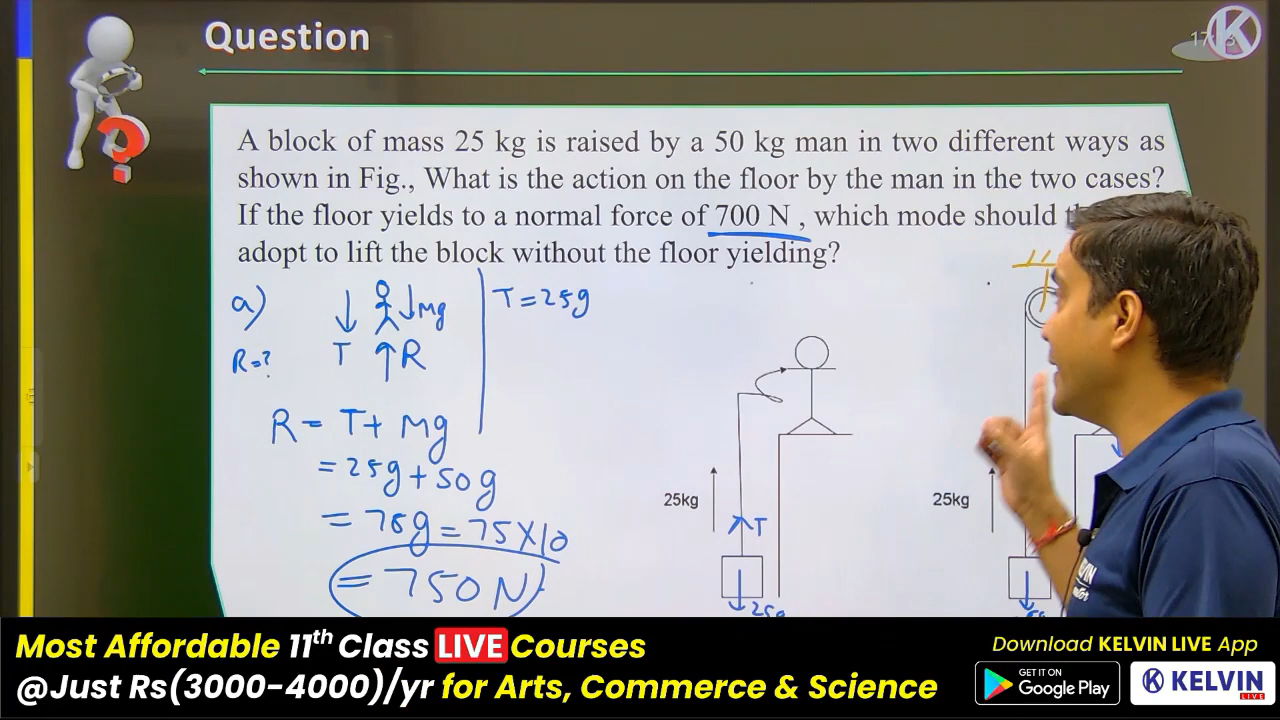 Question
17:13
K
A block of mass 25 kg is raised by a 50 kg man in two different ways as
shown in Fig., What is the action on the floor by the man in the two cases?
If the floor yields to a normal force of 700 N , which mode should
adopt to lift the block without the floor yielding?
a)
↓ ↓Mg
T = 25g
R=?
T ↑R
R = T + Mg
= 25g + 50g
= 75g = 75 X 10
= 750 N
25kg
T
25g
25kg
KELVIN
Most Affordable 11th Class LIVE Courses
@Just Rs(3000-4000)/yr for Arts, Commerce & Science
Download KELVIN LIVE App
GET IT ON
Google Play
K KELVIN
LIVE